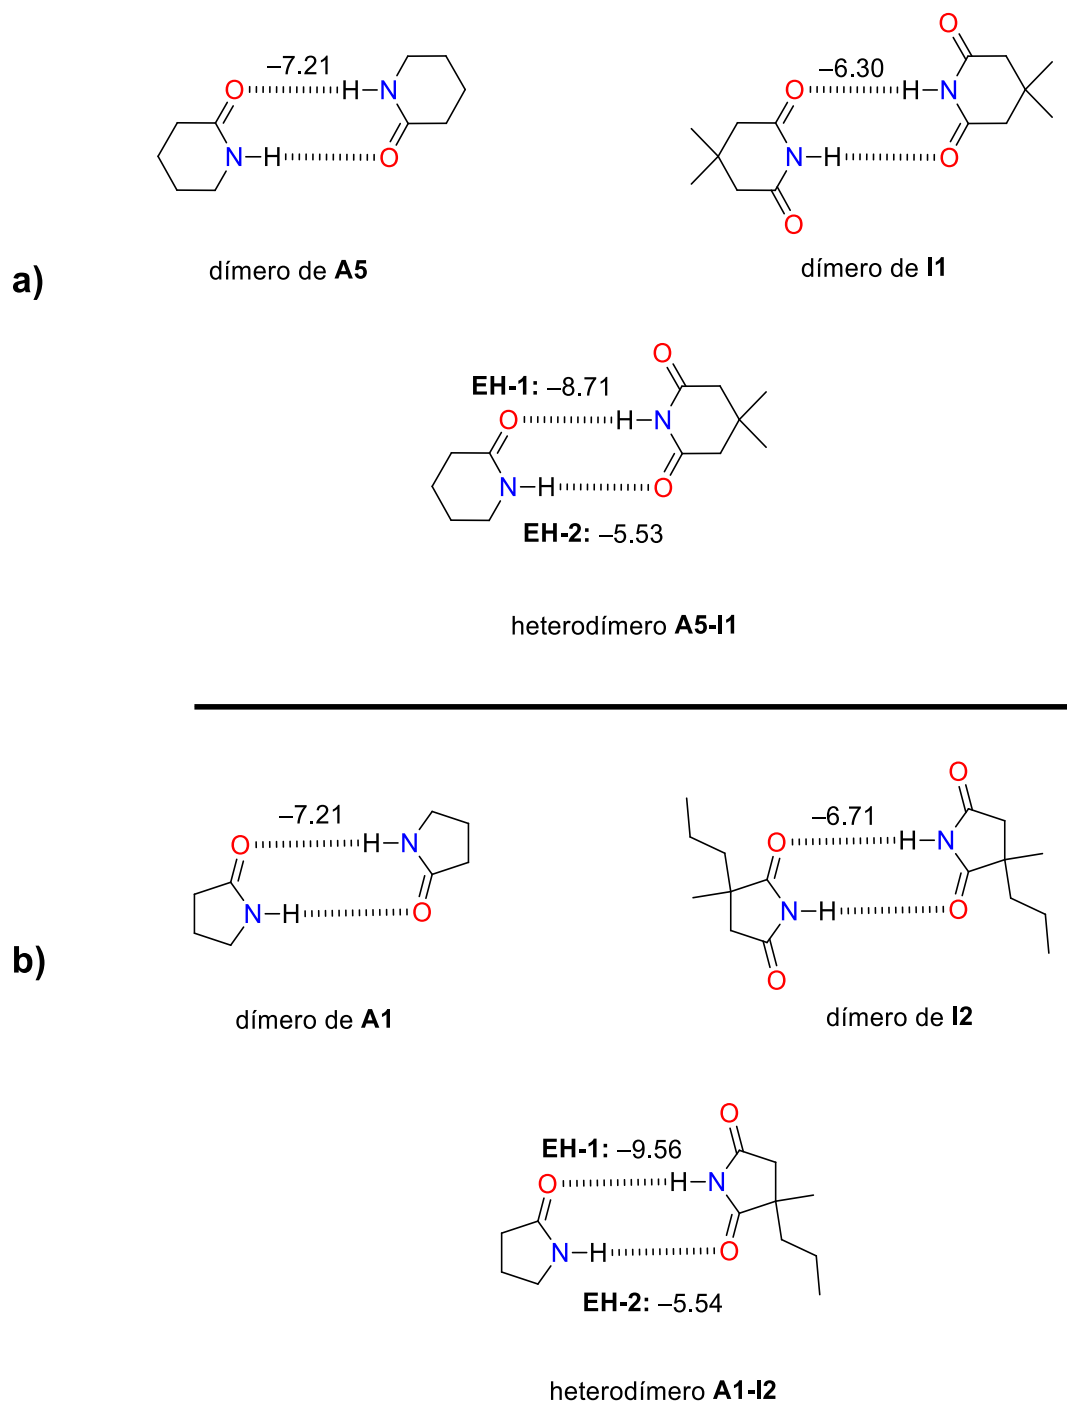 a)
O
−7.21
H
N
N
H
O
dímero de A5
O
O
−6.30
H
N
N
H
O
O
dímero de I1
O
EH-1: −8.71
O
H
N
N
H
O
EH-2: −5.53
heterodímero A5-I1
b)
−7.21
O
H
N
N
H
O
dímero de A1
O
−6.71
O
H
N
N
H
O
O
dímero de I2
O
EH-1: −9.56
O
H
N
N
H
O
EH-2: −5.54
heterodímero A1-I2